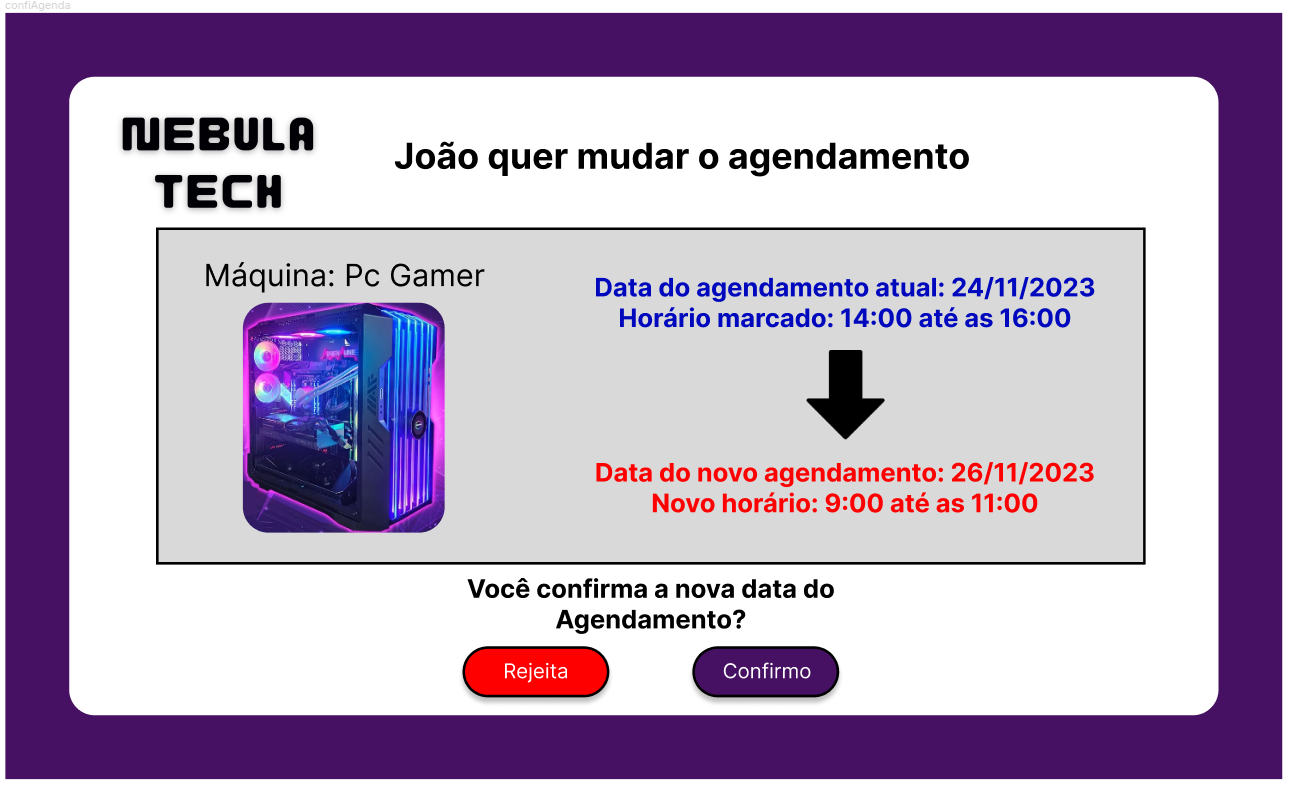 confiAgenda
NEBULA
TECH
João quer mudar o agendamento
Máquina: Pc Gamer
Data do agendamento atual: 24/11/2023
Horário marcado: 14:00 até as 16:00
Data do novo agendamento: 26/11/2023
Novo horário: 9:00 até as 11:00
Você confirma a nova data do
Agendamento?
Rejeita
Confirmo